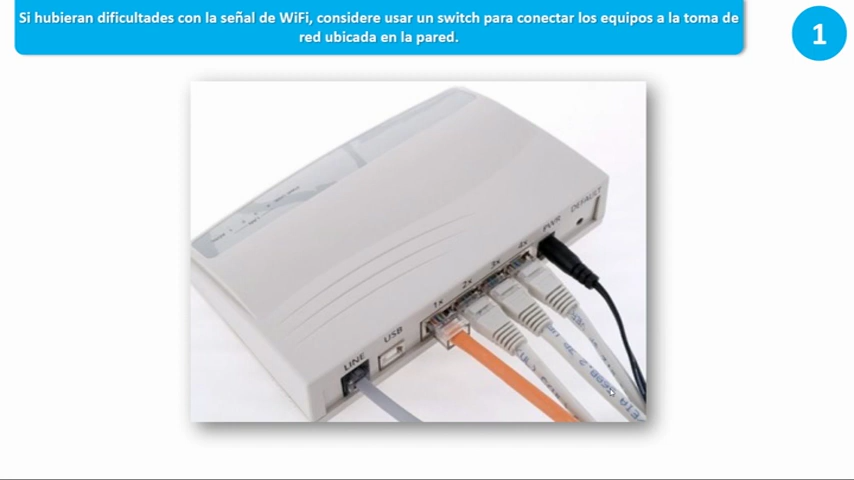 Si hubieran dificultades con la señal de WiFi, considere usar un switch para conectar los equipos a la toma de
red ubicada en la pared.
1
DEFAULT
PWR
4x
3x
2x
1x
USB
LINE